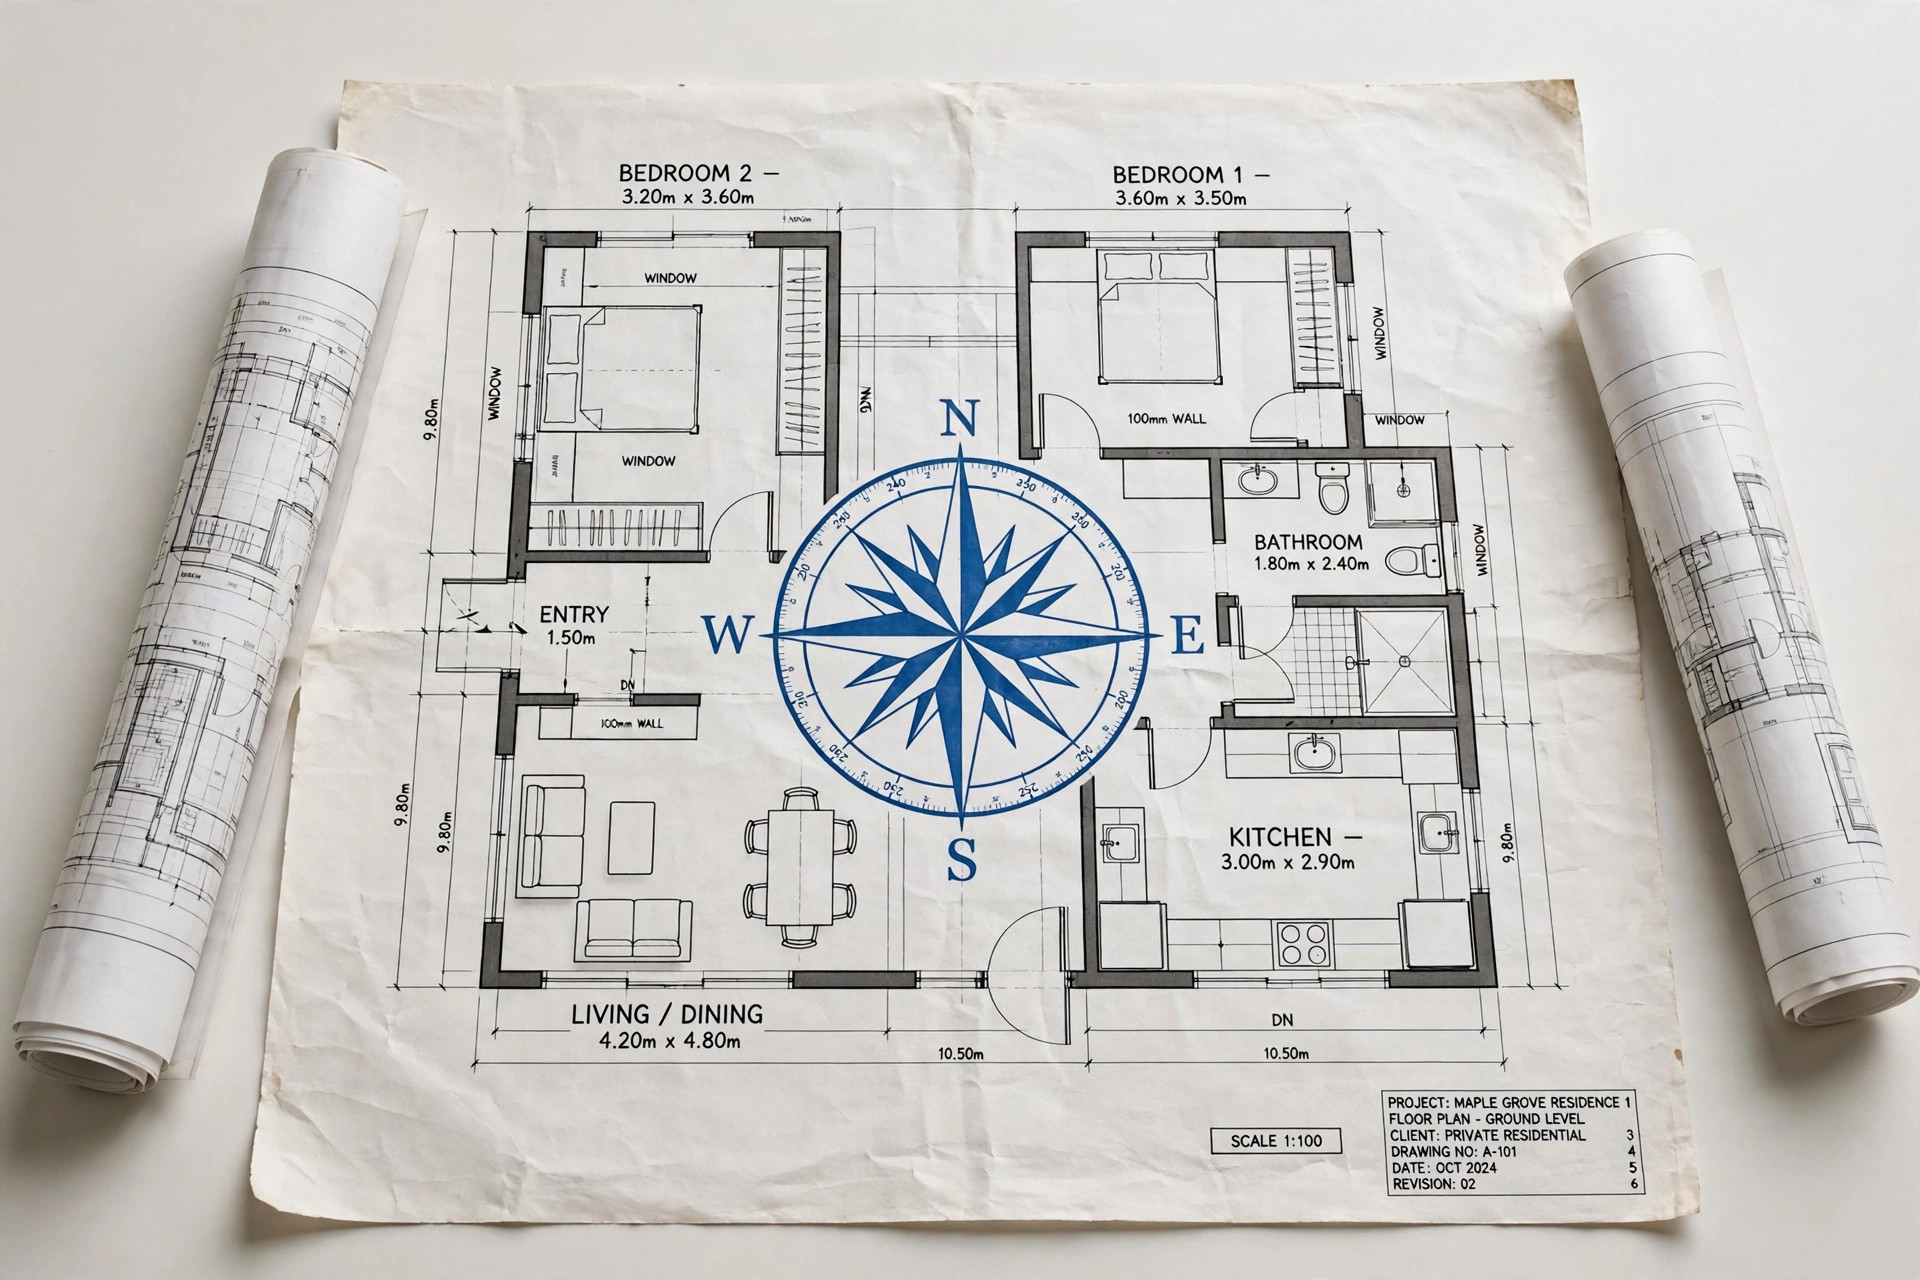 BEDROOM 2 –
3.20m x 3.60m
BEDROOM 1 –
3.60m x 3.50m
WINDOW
WINDOW
WINDOW
9.80m
WINDOW
100mm WALL
WINDOW
WINDOW
N
BATHROOM
1.80m x 2.40m
WINDOW
ENTRY
1.50m
W
E
DN
100mm WALL
9.80m
9.80m
S
KITCHEN –
3.00m x 2.90m
9.80m
LIVING / DINING
4.20m x 4.80m
DN
10.50m
10.50m
SCALE 1:100
PROJECT: MAPLE GROVE RESIDENCE 1
FLOOR PLAN - GROUND LEVEL
CLIENT: PRIVATE RESIDENTIAL 3
DRAWING NO: A-101 4
DATE: OCT 2024 5
REVISION: 02 6